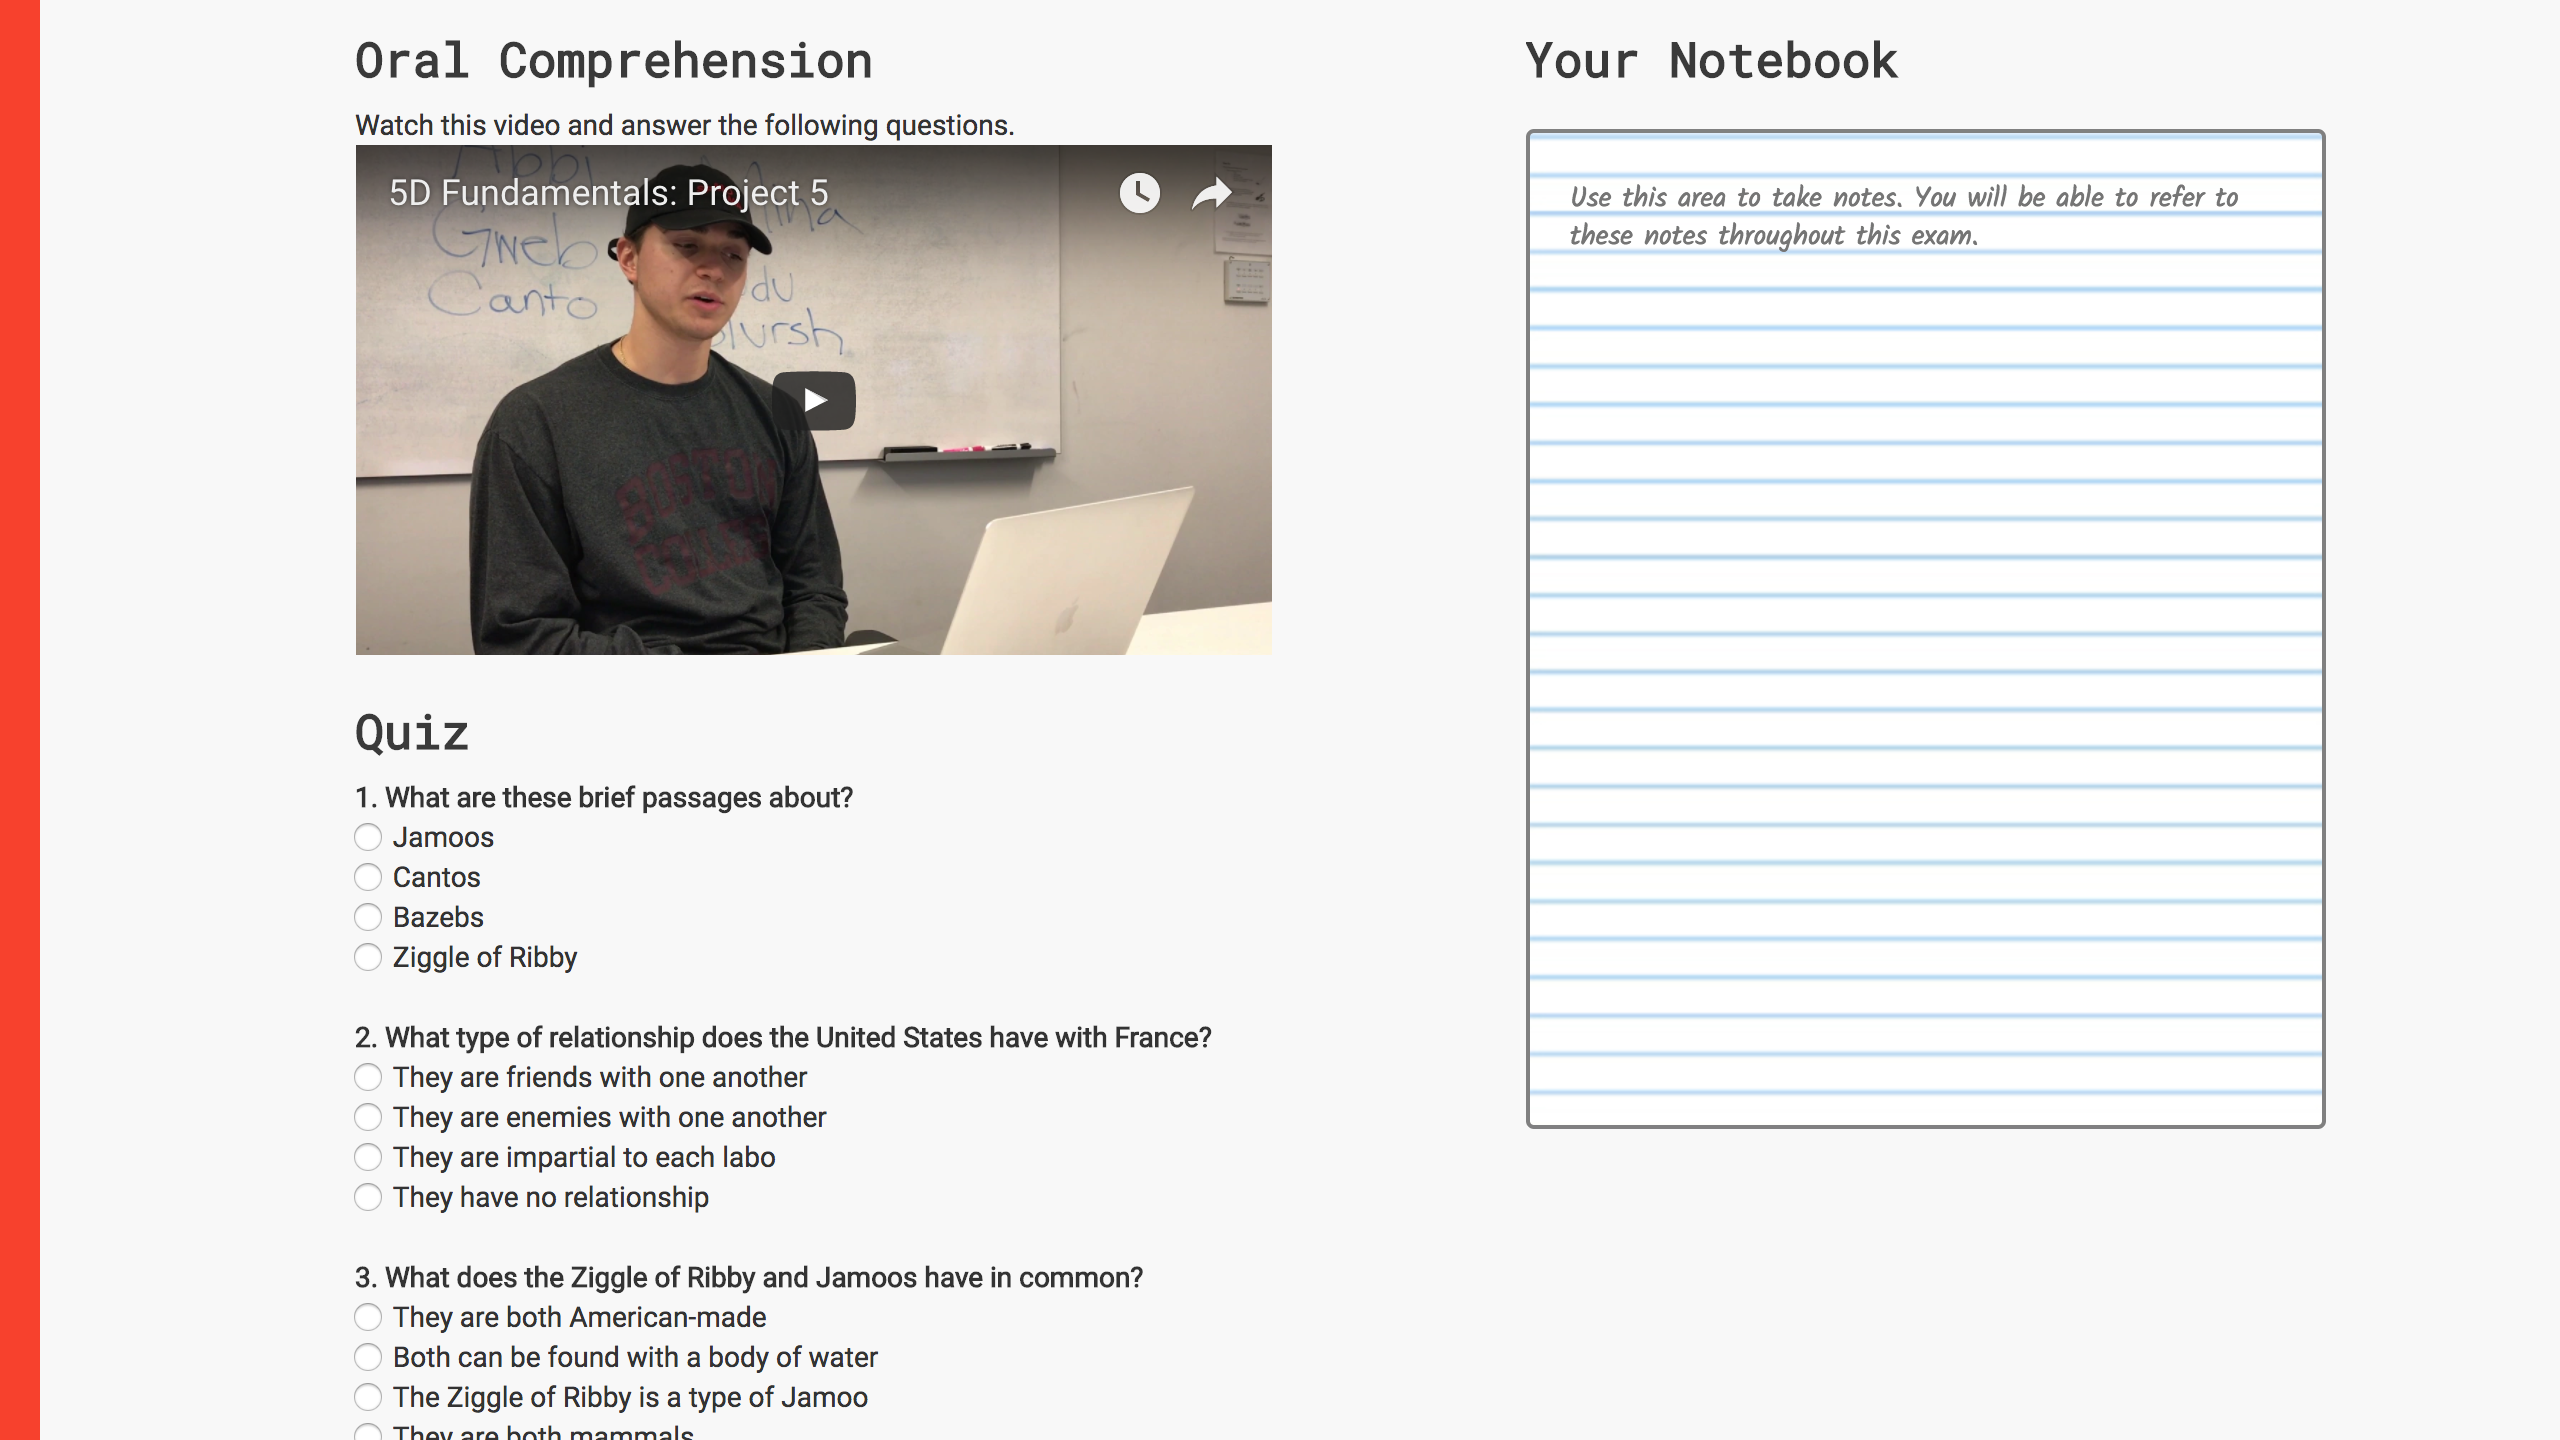 Oral Comprehension
Watch this video and answer the following questions.
5D Fundamentals: Project 5
Abbi
Gweb
Canto
du
lursh
BOSTON
COLLEGE
Quiz
1. What are these brief passages about?
Jamoos
Cantos
Bazebs
Ziggle of Ribby
2. What type of relationship does the United States have with France?
They are friends with one another
They are enemies with one another
They are impartial to each labo
They have no relationship
3. What does the Ziggle of Ribby and Jamoos have in common?
They are both American-made
Both can be found with a body of water
The Ziggle of Ribby is a type of Jamoo
They are both mammals
Your Notebook
Use this area to take notes. You will be able to refer to
these notes throughout this exam.